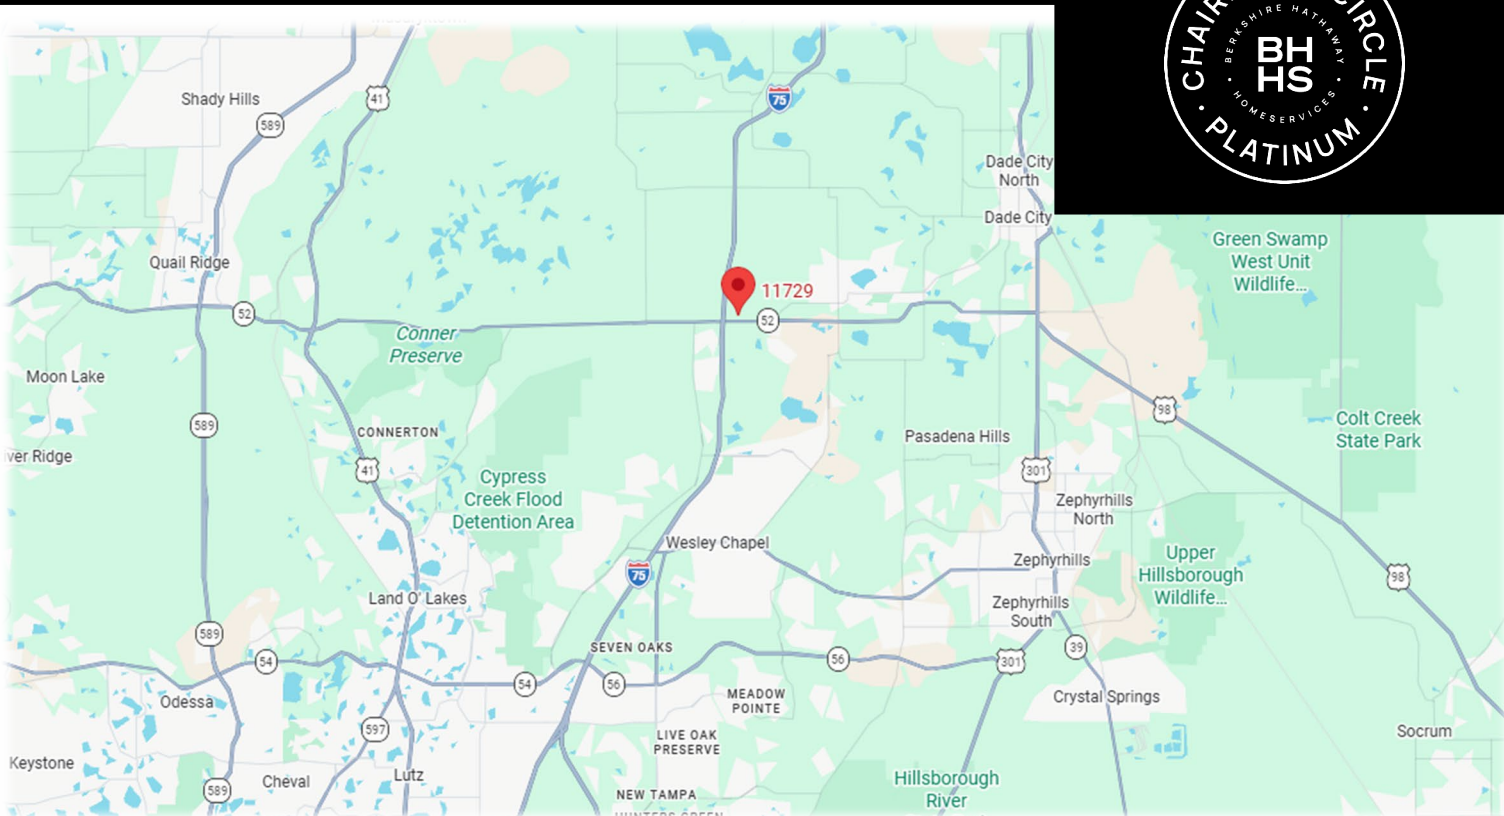 CHAIR
CIRCLE
BERKSHIRE HATHAWAY
BH
HS
HOMESERVICES
PLATINUM
Shady Hills
41
75
589
Dade City
North
Dade City
Green Swamp
West Unit
Wildlife...
Quail Ridge
11729
52
52
Conner
Preserve
Moon Lake
98
589
Colt Creek
State Park
CONNERTON
Pasadena Hills
ver Ridge
41
301
Cypress
Creek Flood
Detention Area
Zephyrhills
North
Wesley Chapel
Zephyrhills
Upper
Hillsborough
Wildlife...
75
98
Land O' Lakes
Zephyrhills
South
589
SEVEN OAKS
39
54
56
301
54
56
Odessa
MEADOW
POINTE
Crystal Springs
597
LIVE OAK
PRESERVE
Socrum
Keystone
Cheval
Lutz
Hillsborough
River
589
NEW TAMPA
HUNTERS GREEN